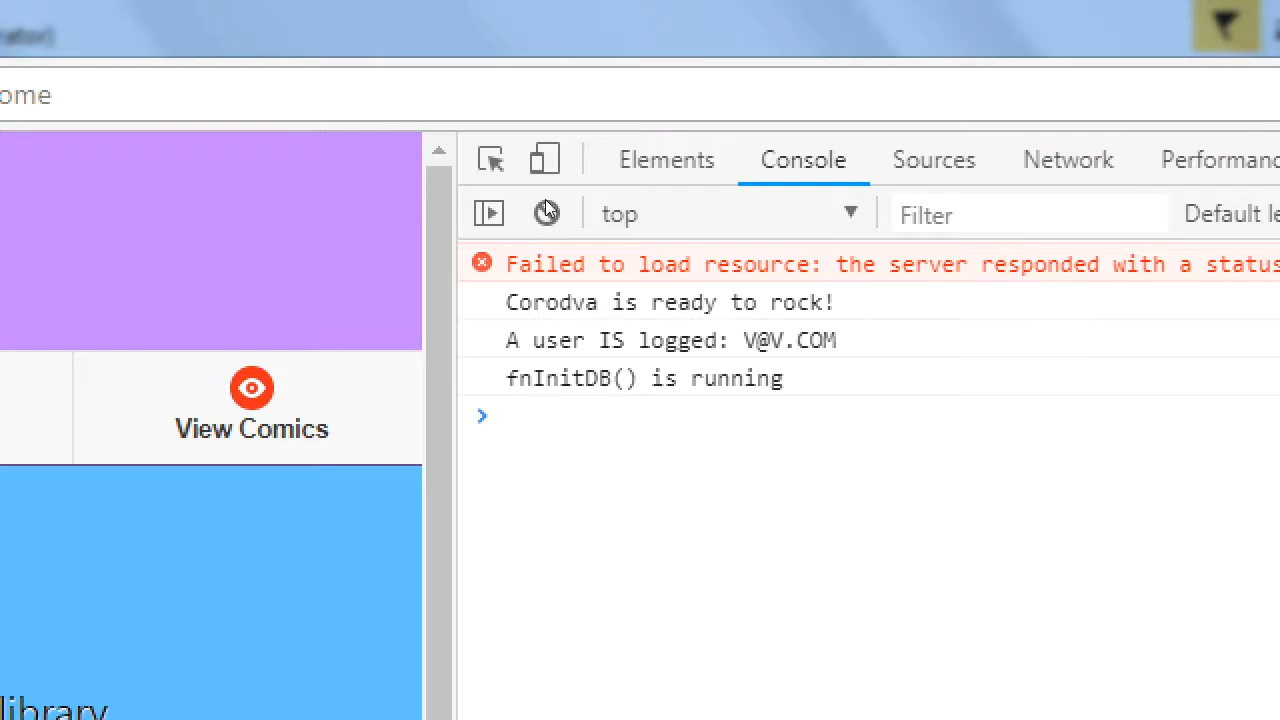 ome
Elements Console Sources Network Performanc
top Filter Default le
Failed to load resource: the server responded with a status
Corodva is ready to rock!
A user IS logged: V@V.COM
fnInitDB() is running
View Comics
library